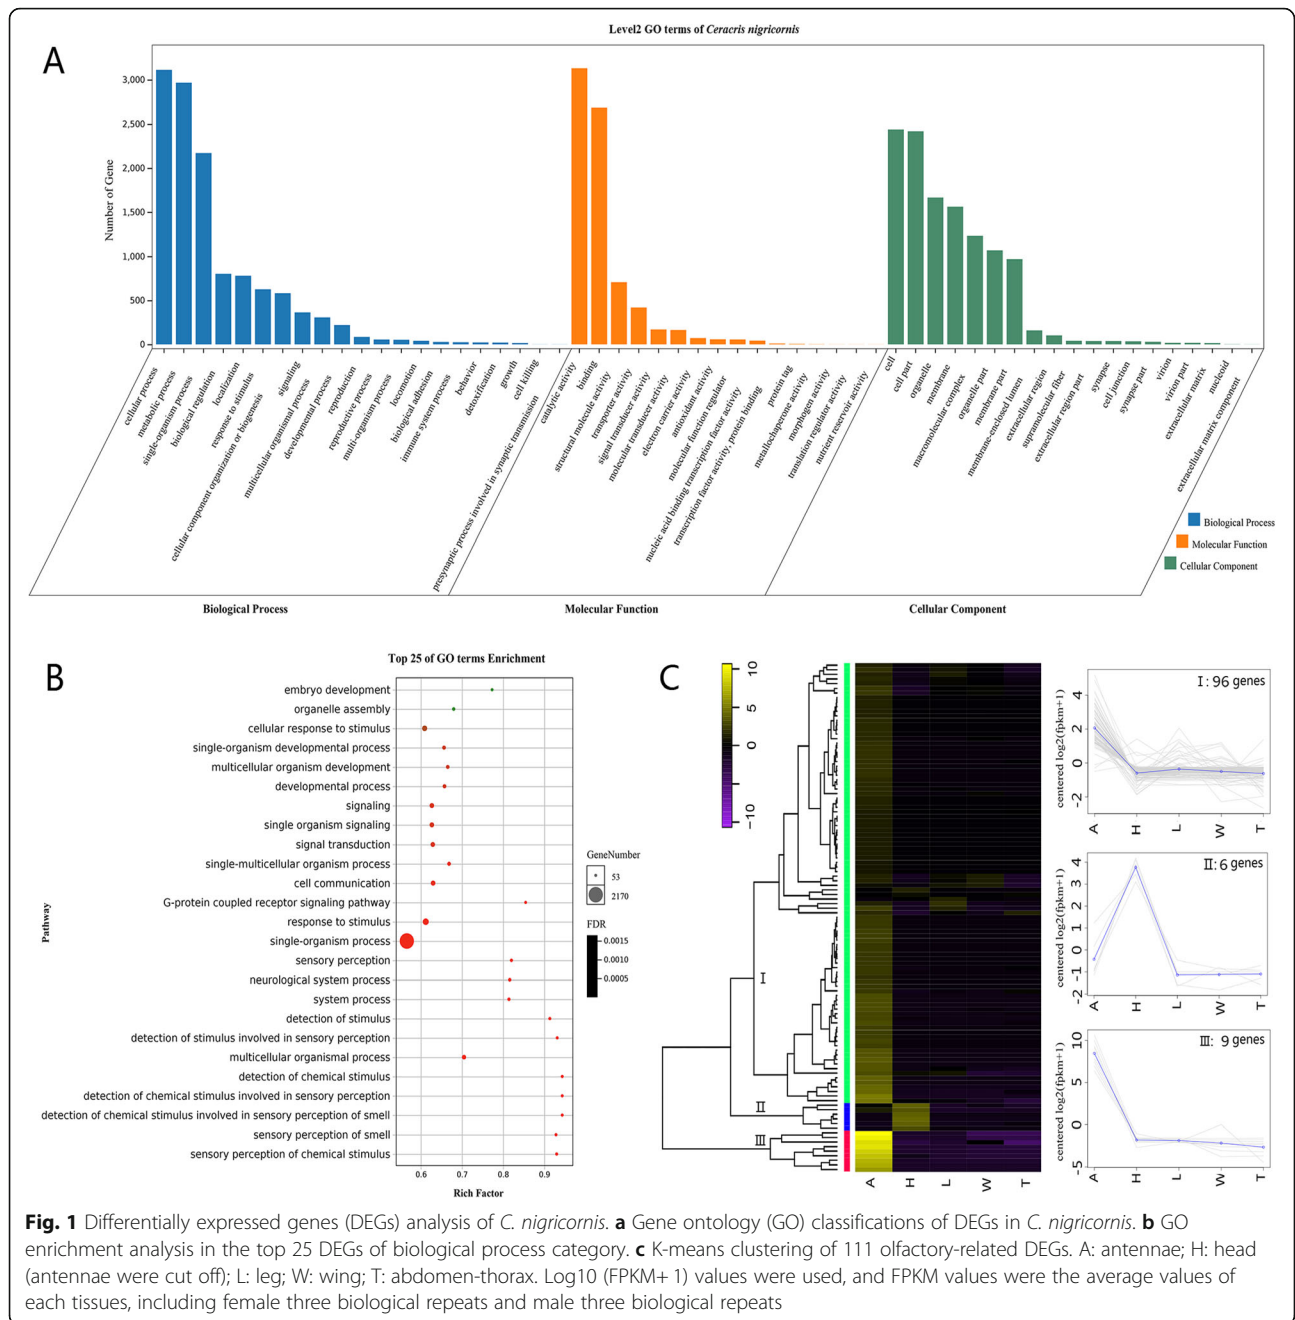 Level2 GO terms of Ceracris nigricornis
A
Number of Gene
3,000
2,500
2,000
1,500
1,000
500
0
cellular process
metabolic process
single-organism process
biological regulation
localization
response to stimulus
cellular component organization or biogenesis
signaling
multicellular organismal process
developmental process
reproduction
reproductive process
multi-organism process
locomotion
biological adhesion
immune system process
behavior
detoxification
growth
cell killing
presynaptic process involved in synaptic transmission
catalytic activity
binding
structural molecule activity
transporter activity
signal transducer activity
molecular transducer activity
electron carrier activity
antioxidant activity
molecular function regulator
nucleic acid binding transcription factor activity
transcription factor activity, protein binding
protein tag
metallochaperone activity
morphogen activity
translation regulator activity
nutrient reservoir activity
cell
cell part
organelle
membrane
macromolecular complex
organelle part
membrane part
membrane-enclosed lumen
extracellular region
supramolecular fiber
extracellular region part
synapse
cell junction
synapse part
virion
virion part
extracellular matrix
nucleoid
extracellular matrix component
Biological Process
Molecular Function
Cellular Component
Biological Process
Molecular Function
Cellular Component
B
Top 25 of GO terms Enrichment
Pathway
embryo development
organelle assembly
cellular response to stimulus
single-organism developmental process
multicellular organism development
developmental process
signaling
single organism signaling
signal transduction
single-multicellular organism process
cell communication
G-protein coupled receptor signaling pathway
response to stimulus
single-organism process
sensory perception
neurological system process
system process
detection of stimulus
detection of stimulus involved in sensory perception
multicellular organismal process
detection of chemical stimulus
detection of chemical stimulus involved in sensory perception
detection of chemical stimulus involved in sensory perception of smell
sensory perception of smell
sensory perception of chemical stimulus
0.6 0.7 0.8 0.9
Rich Factor
GeneNumber
53
2170
FDR
0.0015
0.0010
0.0005
C
10
5
0
-5
-10
I
II
III
A H L W T
I: 96 genes
centered log2(fpkm+1)
4
2
0
-2
A H L W T
II: 6 genes
centered log2(fpkm+1)
4
3
2
1
0
-1
-2
A H L W T
III: 9 genes
centered log2(fpkm+1)
10
5
0
-5
A H L W T
Fig. 1 Differentially expressed genes (DEGs) analysis of C. nigricornis. a Gene ontology (GO) classifications of DEGs in C. nigricornis. b GO
enrichment analysis in the top 25 DEGs of biological process category. c K-means clustering of 111 olfactory-related DEGs. A: antennae; H: head
(antennae were cut off); L: leg; W: wing; T: abdomen-thorax. Log10 (FPKM+ 1) values were used, and FPKM values were the average values of
each tissues, including female three biological repeats and male three biological repeats